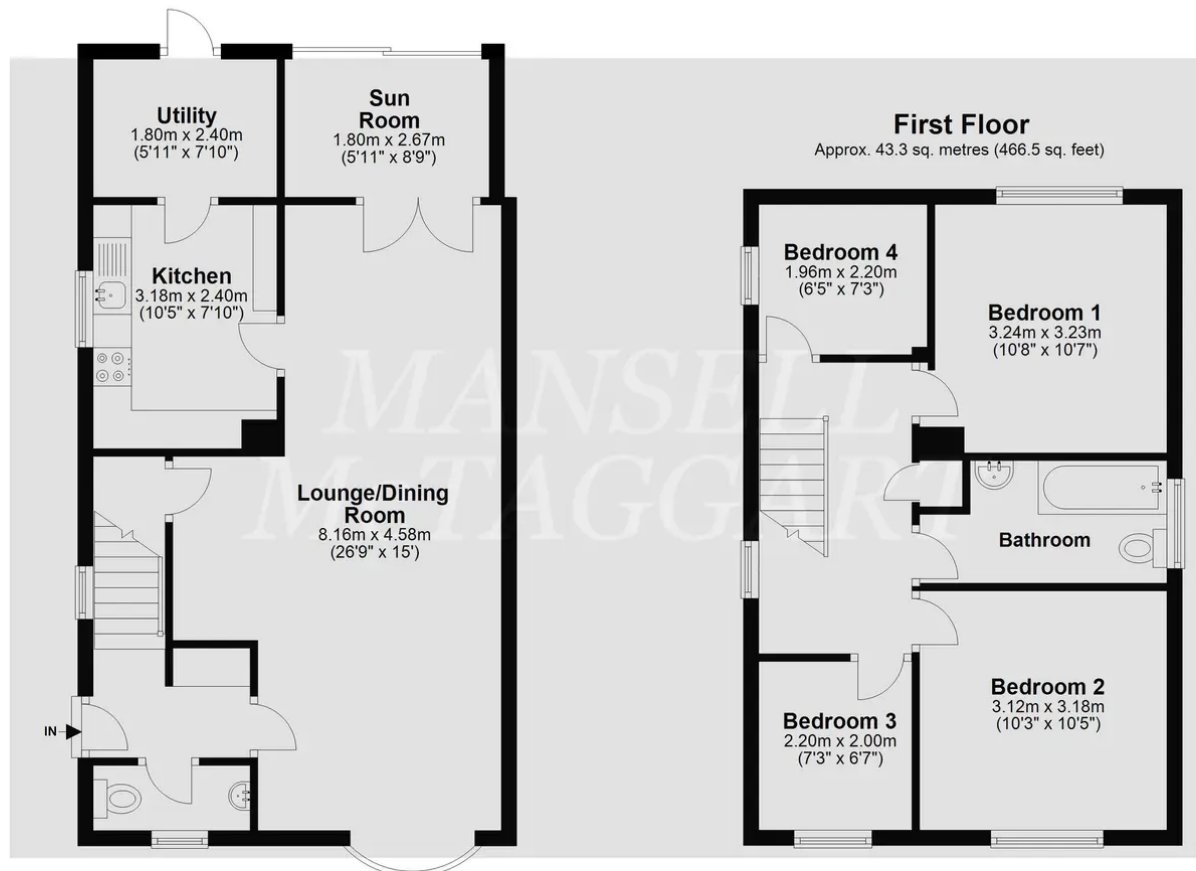 Utility
1.80m x 2.40m
(5'11" x 7'10")
Sun
Room
1.80m x 2.67m
(5'11" x 8'9")
Kitchen
3.18m x 2.40m
(10'5" x 7'10")
Lounge/Dining
Room
8.16m x 4.58m
(26'9" x 15')
IN
First Floor
Approx. 43.3 sq. metres (466.5 sq. feet)
Bedroom 4
1.96m x 2.20m
(6'5" x 7'3")
Bedroom 1
3.24m x 3.23m
(10'8" x 10'7")
Bathroom
Bedroom 2
3.12m x 3.18m
(10'3" x 10'5")
Bedroom 3
2.20m x 2.00m
(7'3" x 6'7")
MANSELL
McTAGGART